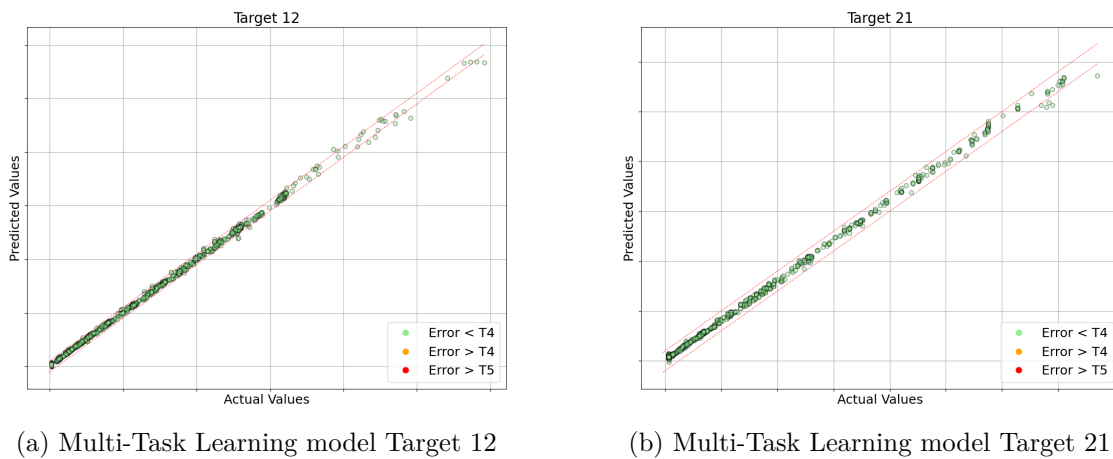 Target 12
Predicted Values
Error < T4
Error > T4
Error > T5
Actual Values
(a) Multi-Task Learning model Target 12
Target 21
Predicted Values
Error < T4
Error > T4
Error > T5
Actual Values
(b) Multi-Task Learning model Target 21